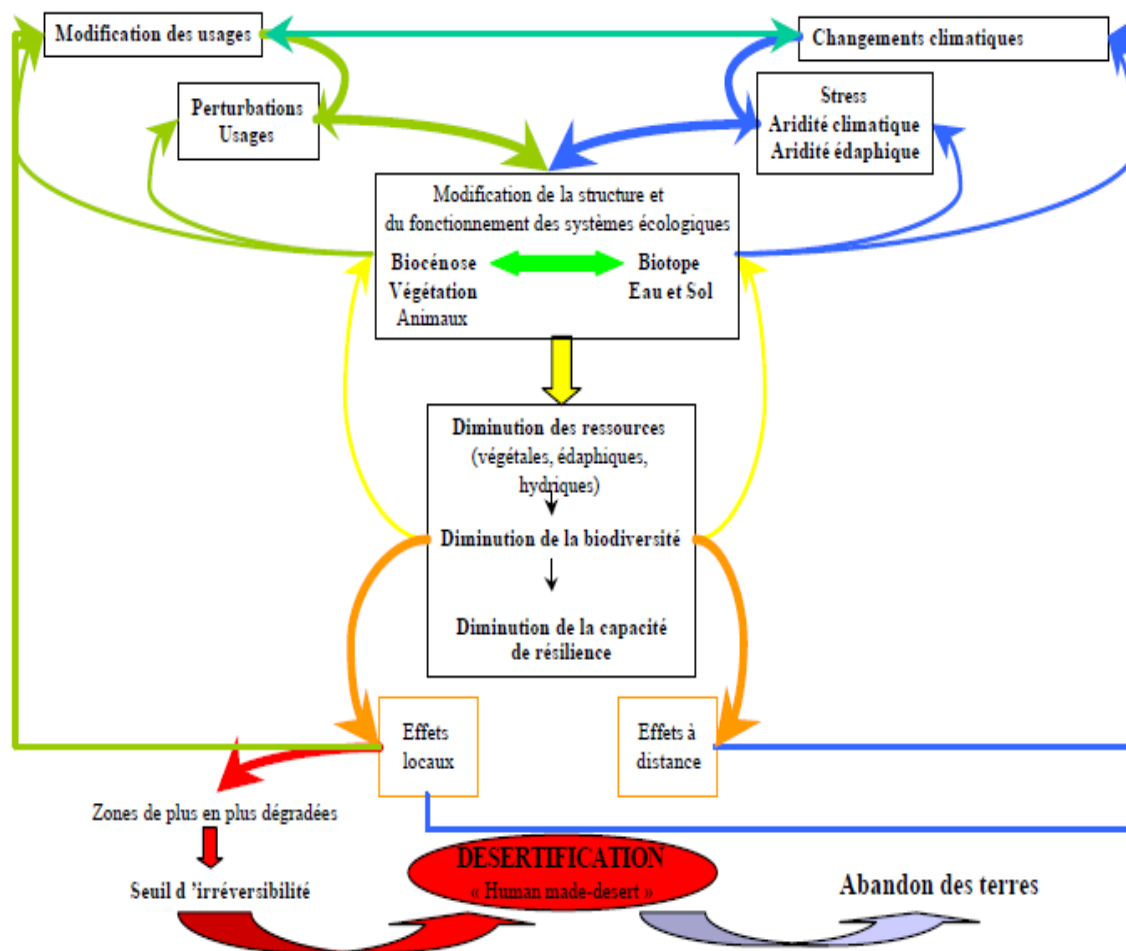 Modification des usages
Changements climatiques
Perturbations
Usages
Stress
Aridité climatique
Aridité édaphique
Modification de la structure et
du fonctionnement des systèmes écologiques
Biocénose
Végétation
Animaux
Biotope
Eau et Sol
Diminution des ressources
(végétales, édaphiques,
hydriques)
Diminution de la biodiversité
Diminution de la capacité
de résilience
Effets
locaux
Effets à
distance
Zones de plus en plus dégradées
Seuil d ’irréversibilité
DESERTIFICATION
« Human made-desert »
Abandon des terres